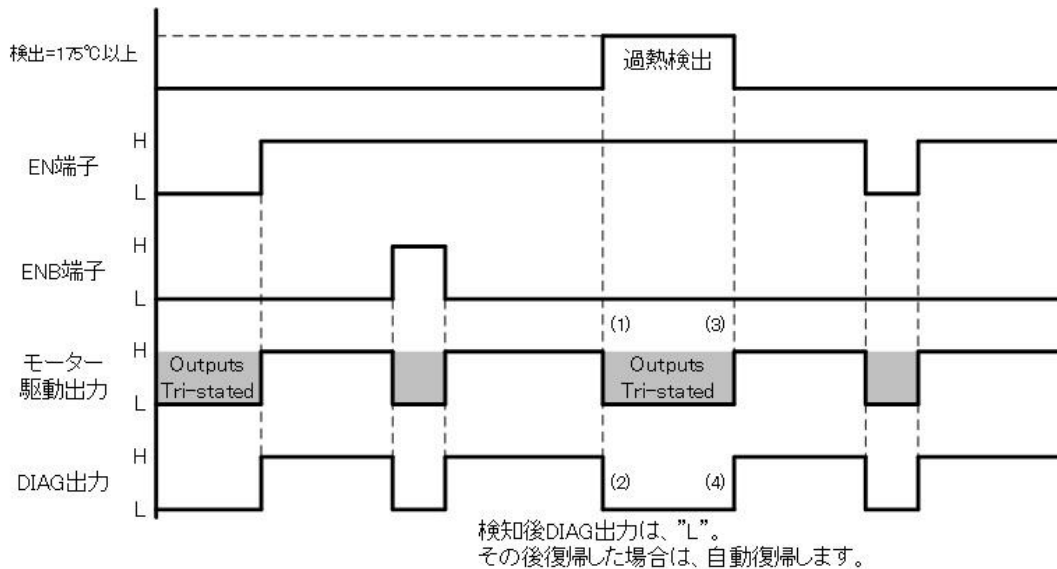 検出=175℃以上
過熱検出
H
EN端子
L
H
ENB端子
L
(1)
(3)
モーター
駆動出力
H
L
Outputs
Tri-stated
Outputs
Tri-stated
H
DIAG出力
L
(2)
(4)
検知後DIAG出力は、”L”。
その後復帰した場合は、自動復帰します。